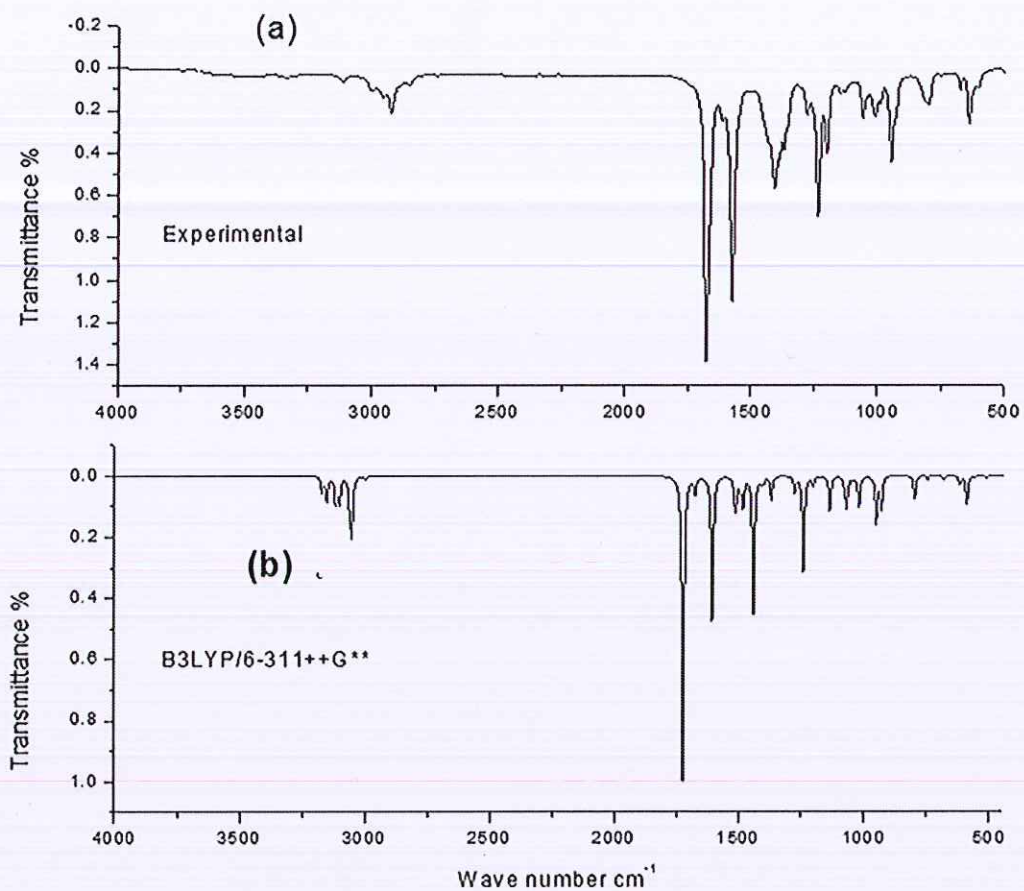 (a)
-0.2
0.0
0.2
0.4
0.6
0.8
1.0
1.2
1.4
Transmittance %
Experimental
4000 3500 3000 2500 2000 1500 1000 500
0.0
0.2
0.4
0.6
0.8
1.0
Transmittance %
(b)
B3LYP/6-311++G**
4000 3500 3000 2500 2000 1500 1000 500
Wave number cm-1